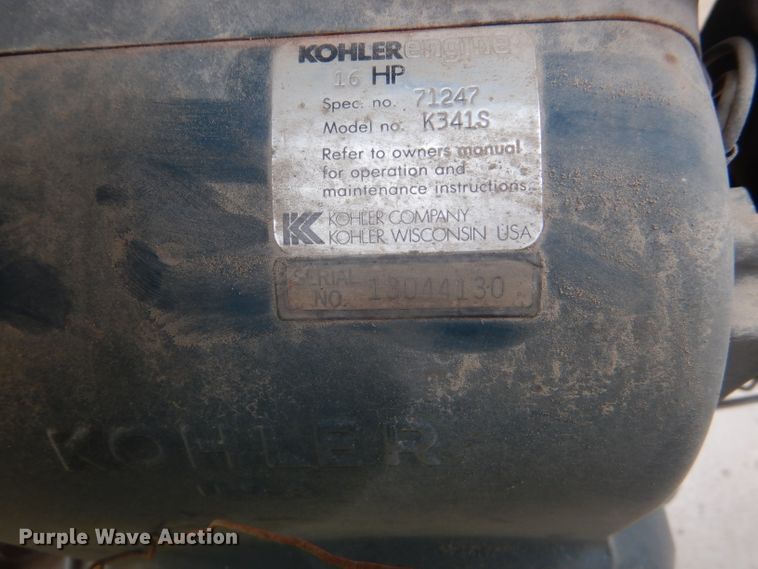 KOHLER engine
16 HP
Spec. no. 71247
Model no. K341S
Refer to owners manual
for operation and
maintenance instructions.
KOHLER COMPANY
KOHLER WISCONSIN USA
SERIAL
NO. 13044130
KOHLER
Purple Wave Auction